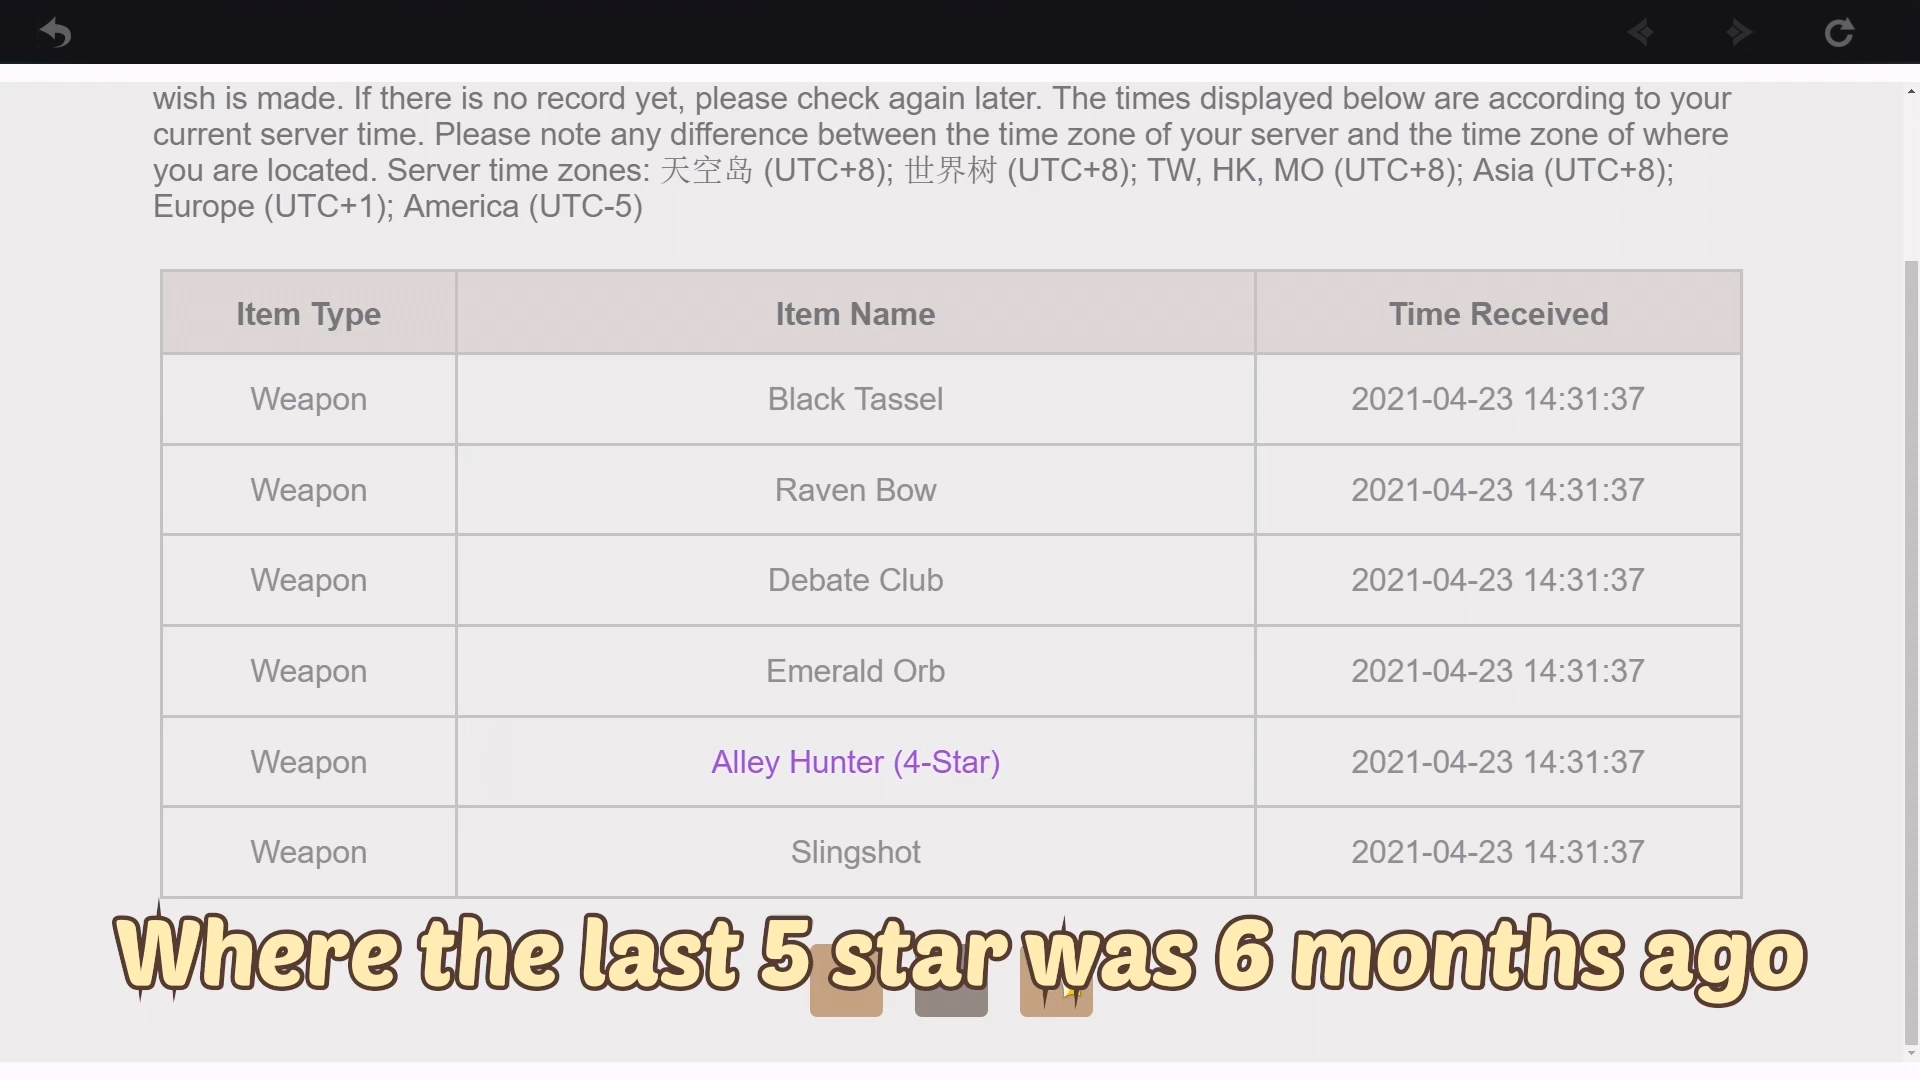 wish is made. If there is no record yet, please check again later. The times displayed below are according to your
current server time. Please note any difference between the time zone of your server and the time zone of where
you are located. Server time zones: 天空岛 (UTC+8); 世界树 (UTC+8); TW, HK, MO (UTC+8); Asia (UTC+8);
Europe (UTC+1); America (UTC-5)
Item Type Item Name Time Received
Weapon Black Tassel 2021-04-23 14:31:37
Weapon Raven Bow 2021-04-23 14:31:37
Weapon Debate Club 2021-04-23 14:31:37
Weapon Emerald Orb 2021-04-23 14:31:37
Weapon Alley Hunter (4-Star) 2021-04-23 14:31:37
Weapon Slingshot 2021-04-23 14:31:37
Where the last 5 star was 6 months ago